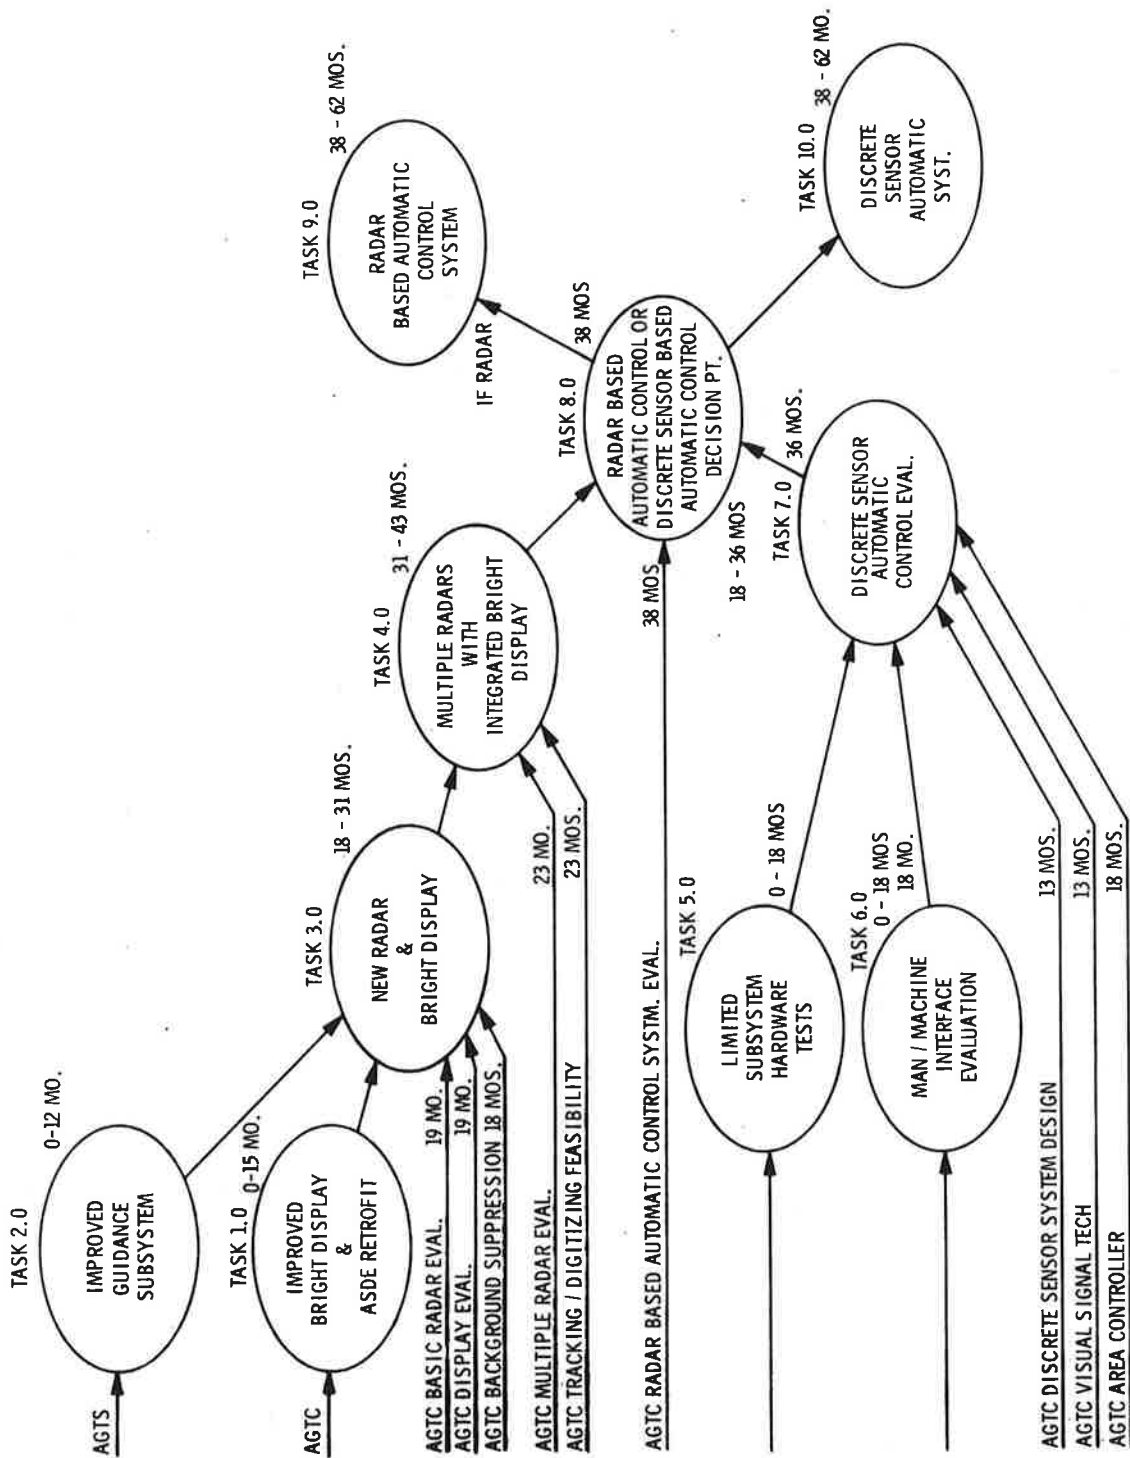 TASK 2.0
0-12 MO.
AGTS
IMPROVED
GUIDANCE
SUBSYSTEM
TASK 1.0
0-15 MO.
AGTC
IMPROVED
BRIGHT DISPLAY
&
ASDE RETROFIT
AGTC BASIC RADAR EVAL. 19 MO.
AGTC DISPLAY EVAL. 19 MO.
AGTC BACKGROUND SUPPRESSION 18 MOS.
TASK 3.0
18 - 31 MOS.
NEW RADAR
&
BRIGHT DISPLAY
AGTC MULTIPLE RADAR EVAL. 23 MO.
AGTC TRACKING / DIGITIZING FEASIBILITY 23 MOS.
TASK 4.0
31 - 43 MOS.
MULTIPLE RADARS
WITH
INTEGRATED BRIGHT
DISPLAY
AGTC RADAR BASED AUTOMATIC CONTROL SYSTM. EVAL. 38 MOS
TASK 8.0
38 MOS
RADAR BASED
AUTOMATIC CONTROL OR
DISCRETE SENSOR BASED
AUTOMATIC CONTROL
DECISION PT.
IF RADAR
TASK 9.0
38 - 62 MOS.
RADAR
BASED AUTOMATIC
CONTROL
SYSTEM
TASK 5.0
0 - 18 MOS
LIMITED
SUBSYSTEM
HARDWARE
TESTS
TASK 6.0
0 - 18 MOS
18 MO.
MAN / MACHINE
INTERFACE
EVALUATION
18 - 36 MOS
TASK 7.0
36 MOS.
DISCRETE SENSOR
AUTOMATIC
CONTROL EVAL.
TASK 10.0
38 - 62 MO.
DISCRETE
SENSOR
AUTOMATIC
SYST.
AGTC DISCRETE SENSOR SYSTEM DESIGN 13 MOS.
AGTC VISUAL SIGNAL TECH 13 MOS.
AGTC AREA CONTROLLER 18 MOS.